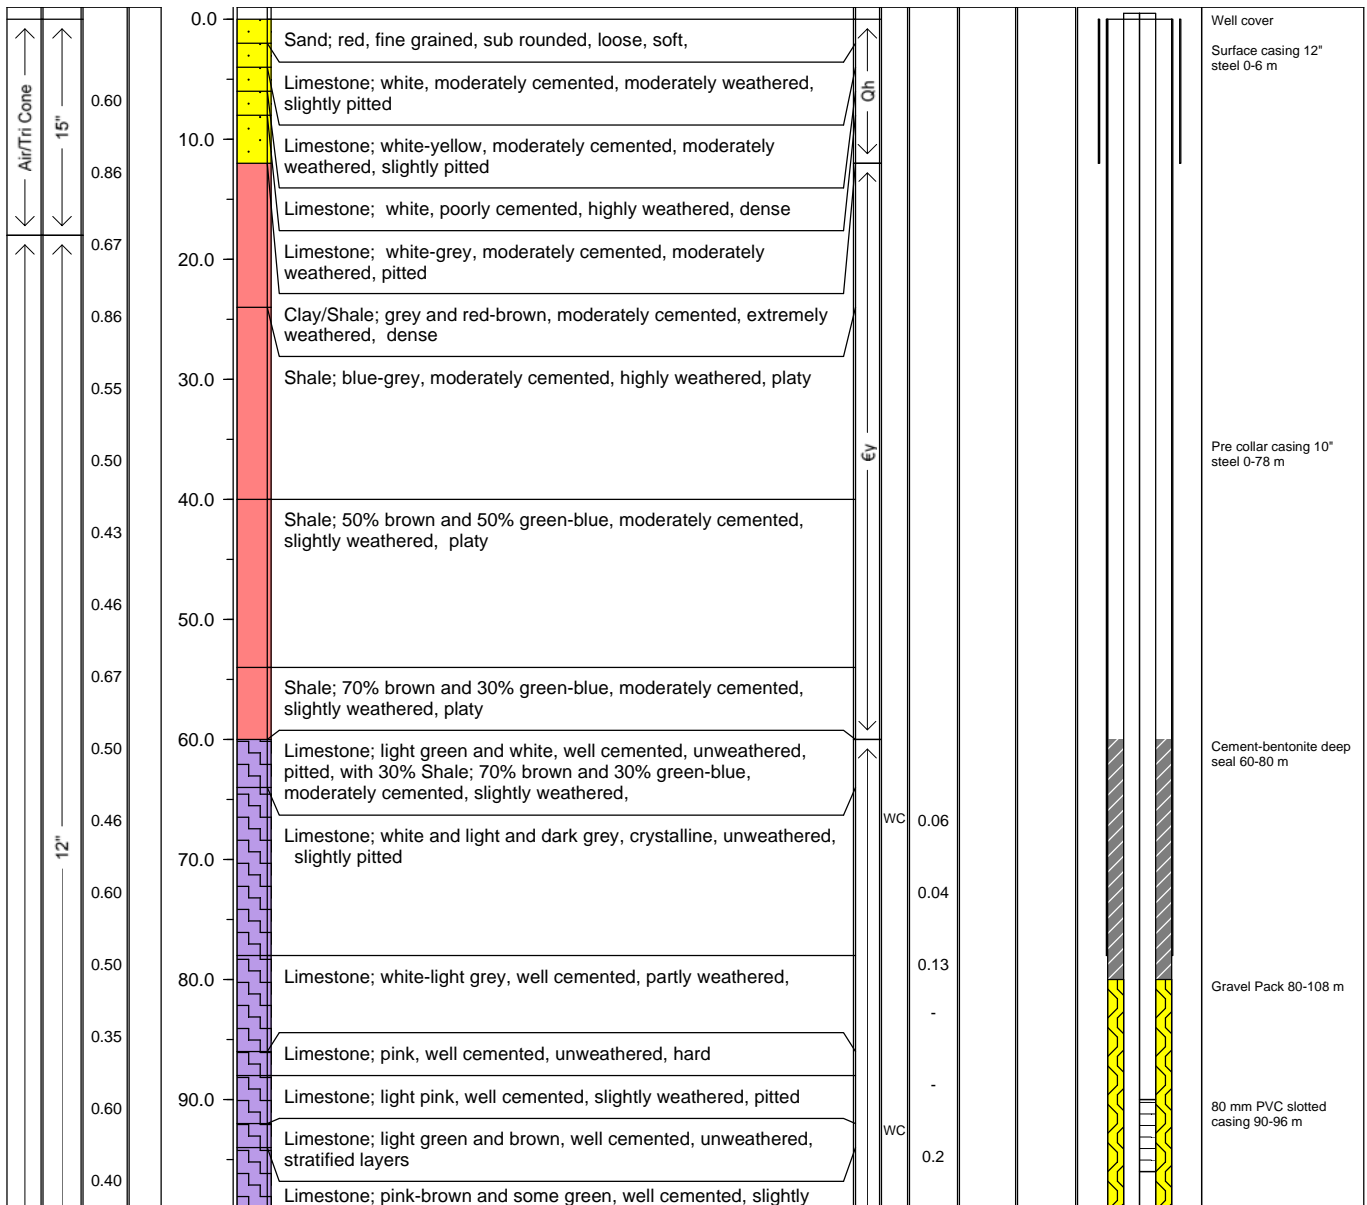 0.0
Well cover
Sand; red, fine grained, sub rounded, loose, soft,
Surface casing 12"
steel 0-6 m
Limestone; white, moderately cemented, moderately weathered,
slightly pitted
Air/Tri Cone
15"
Qh
0.60
10.0
Limestone; white-yellow, moderately cemented, moderately
weathered, slightly pitted
0.86
Limestone; white, poorly cemented, highly weathered, dense
0.67
20.0
Limestone; white-grey, moderately cemented, moderately
weathered, pitted
0.86
Clay/Shale; grey and red-brown, moderately cemented, extremely
weathered, dense
30.0
Shale; blue-grey, moderately cemented, highly weathered, platy
0.55
€y
Pre collar casing 10"
steel 0-78 m
0.50
40.0
Shale; 50% brown and 50% green-blue, moderately cemented,
slightly weathered, platy
0.43
0.46
50.0
0.67
Shale; 70% brown and 30% green-blue, moderately cemented,
slightly weathered, platy
60.0
0.50
Limestone; light green and white, well cemented, unweathered,
pitted, with 30% Shale; 70% brown and 30% green-blue,
moderately cemented, slightly weathered,
Cement-bentonite deep
seal 60-80 m
0.46
WC
0.06
12"
Limestone; white and light and dark grey, crystalline, unweathered,
slightly pitted
70.0
0.60
0.04
0.50
0.13
80.0
Limestone; white-light grey, well cemented, partly weathered,
Gravel Pack 80-108 m
-
0.35
Limestone; pink, well cemented, unweathered, hard
-
90.0
Limestone; light pink, well cemented, slightly weathered, pitted
0.60
80 mm PVC slotted
casing 90-96 m
WC
Limestone; light green and brown, well cemented, unweathered,
stratified layers
0.2
0.40
Limestone; pink-brown and some green, well cemented, slightly